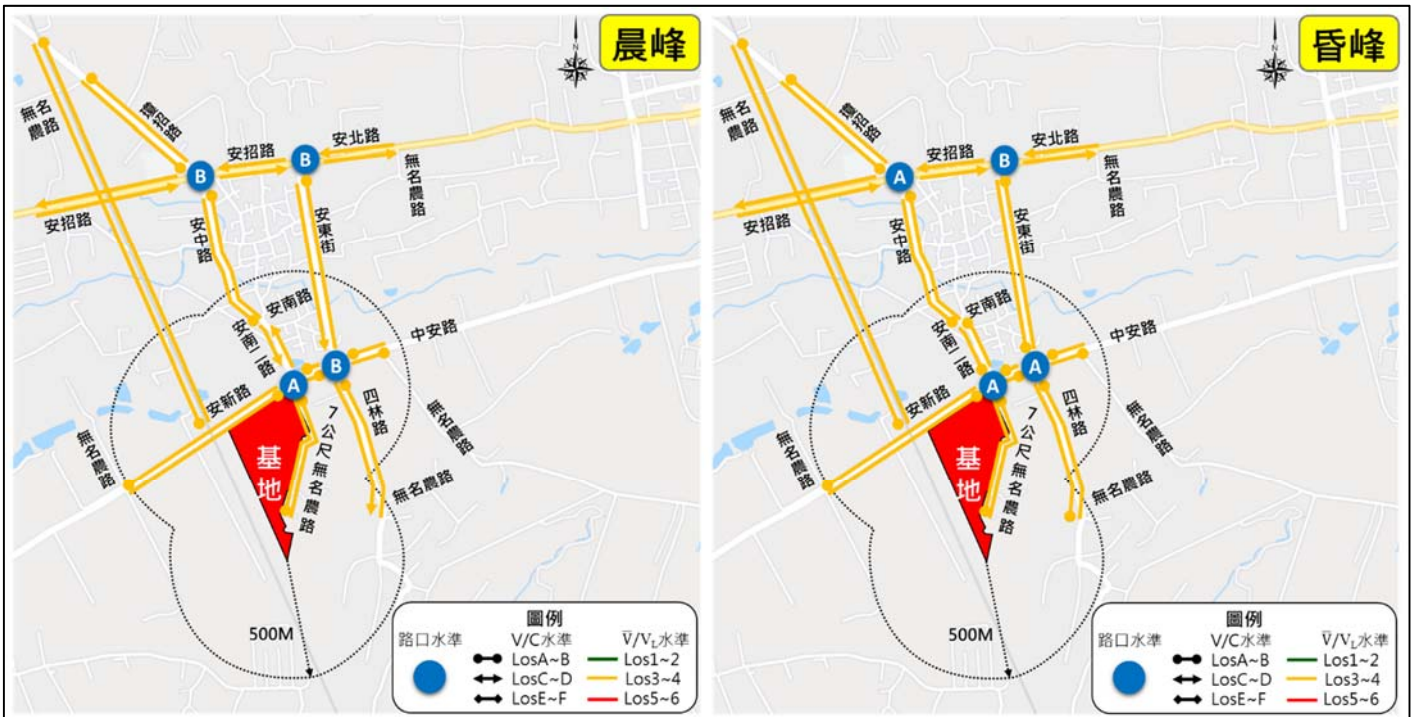 晨峰
N
無名農路
環招路
安招路
安北路
無名農路
安招路
安中路
安東街
安南路
安南二路
中安路
安新路
四林路
7公尺無名農路
無名農路
無名農路
無名農路
基地
500M
圖例
路口水準 V/C水準 V̅/VL水準
LosA~B Los1~2
LosC~D Los3~4
LosE~F Los5~6
B
B
B
A
昏峰
N
無名農路
環招路
安招路
安北路
無名農路
安招路
安中路
安東街
安南路
安南二路
中安路
安新路
四林路
7公尺無名農路
無名農路
無名農路
無名農路
基地
500M
圖例
路口水準 V/C水準 V̅/VL水準
LosA~B Los1~2
LosC~D Los3~4
LosE~F Los5~6
A
B
A
A